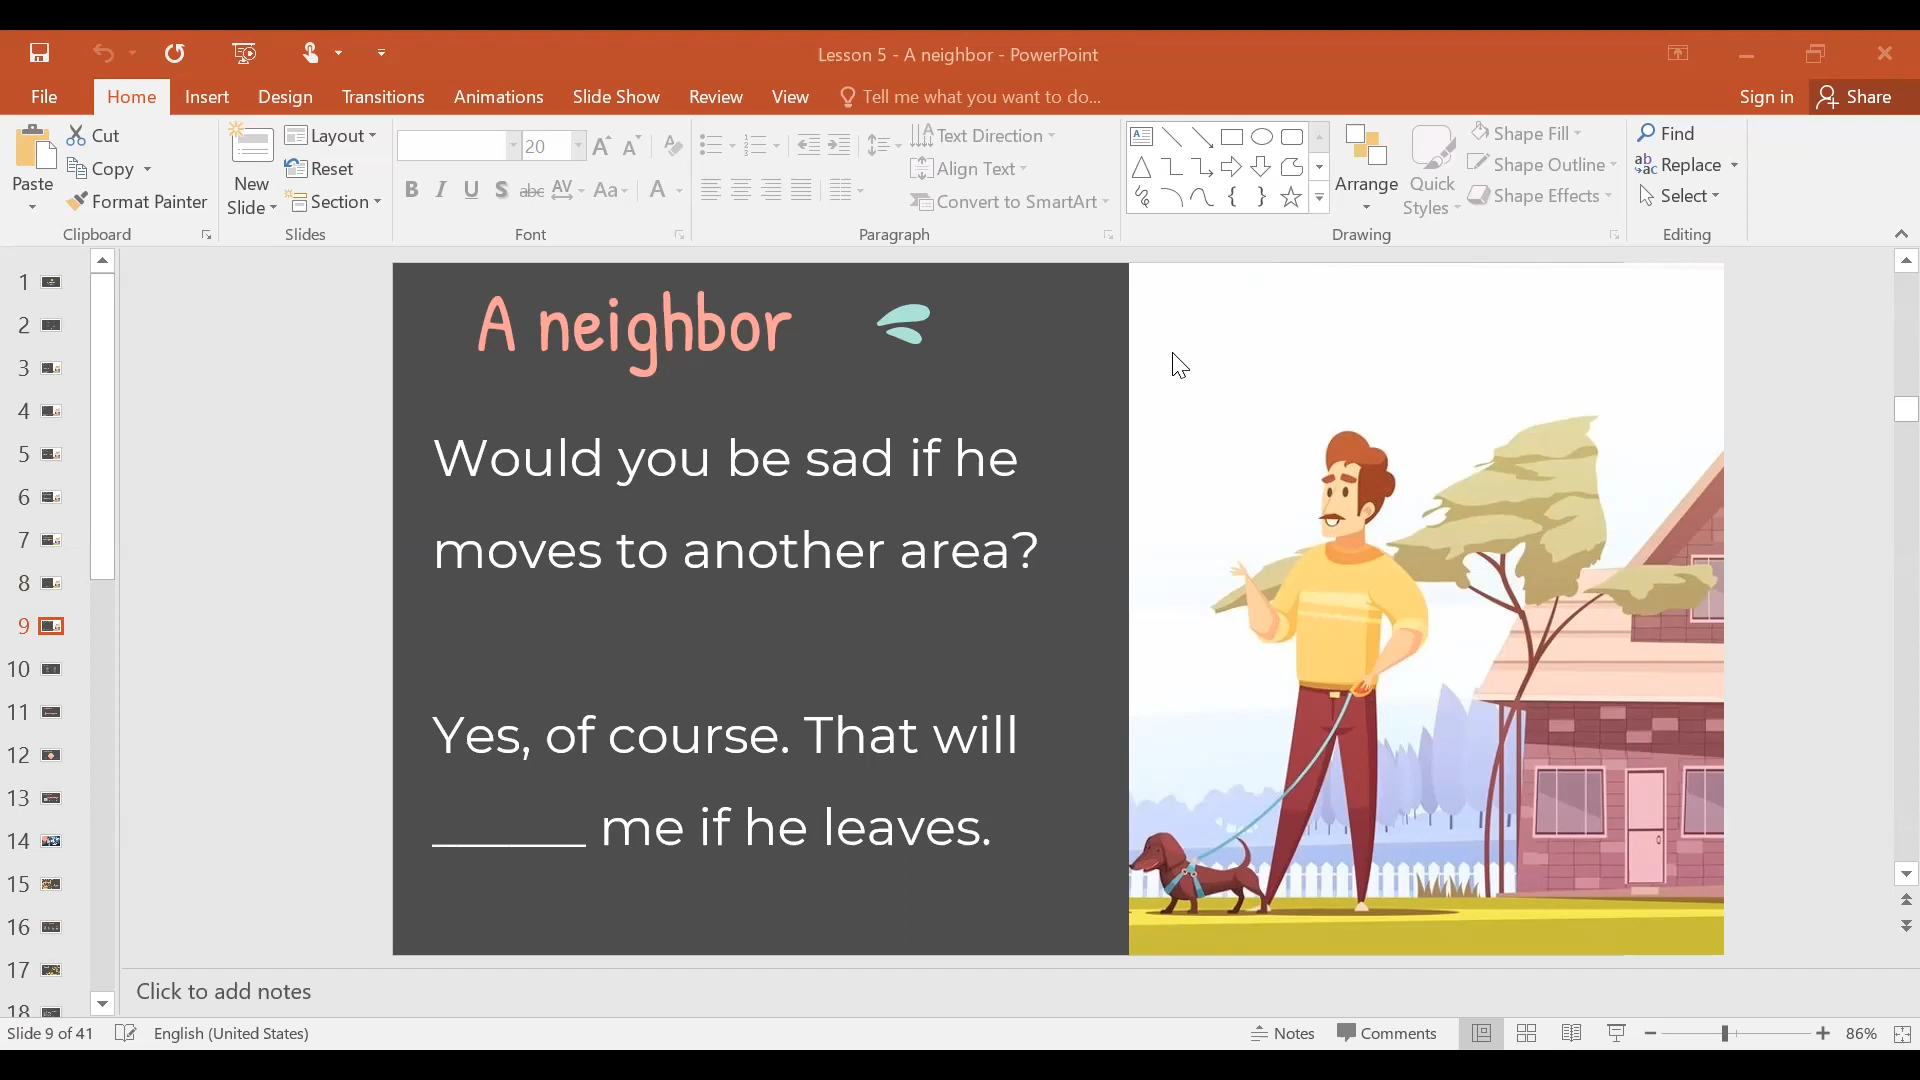 Lesson 5 - A neighbor - PowerPoint
File Home Insert Design Transitions Animations Slide Show Review View Tell me what you want to do... Sign in Share
Paste
Cut
Copy
Format Painter
Clipboard
New
Slide
Layout
Reset
Section
Slides
20
B I U S abc AV Aa A
Font
Text Direction
Align Text
Convert to SmartArt
Paragraph
Arrange
Quick
Styles
Shape Fill
Shape Outline
Shape Effects
Drawing
Find
Replace
Select
Editing
1
2
3
4
5
6
7
8
9
10
11
12
13
14
15
16
17
18
A neighbor
Would you be sad if he
moves to another area?
Yes, of course. That will
______ me if he leaves.
Click to add notes
Slide 9 of 41 English (United States) Notes Comments 86%